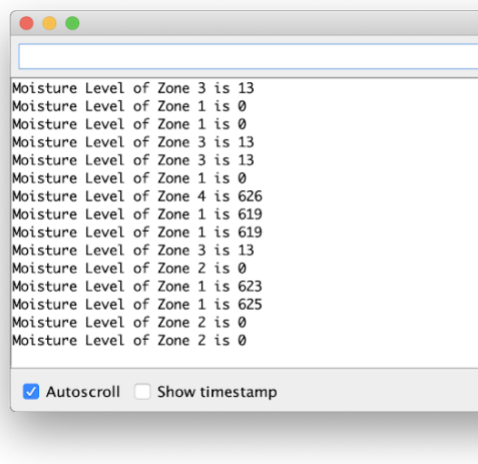 Moisture Level of Zone 3 is 13
Moisture Level of Zone 1 is 0
Moisture Level of Zone 1 is 0
Moisture Level of Zone 3 is 13
Moisture Level of Zone 3 is 13
Moisture Level of Zone 1 is 0
Moisture Level of Zone 4 is 626
Moisture Level of Zone 1 is 619
Moisture Level of Zone 1 is 619
Moisture Level of Zone 3 is 13
Moisture Level of Zone 2 is 0
Moisture Level of Zone 1 is 623
Moisture Level of Zone 1 is 625
Moisture Level of Zone 2 is 0
Moisture Level of Zone 2 is 0
Autoscroll Show timestamp